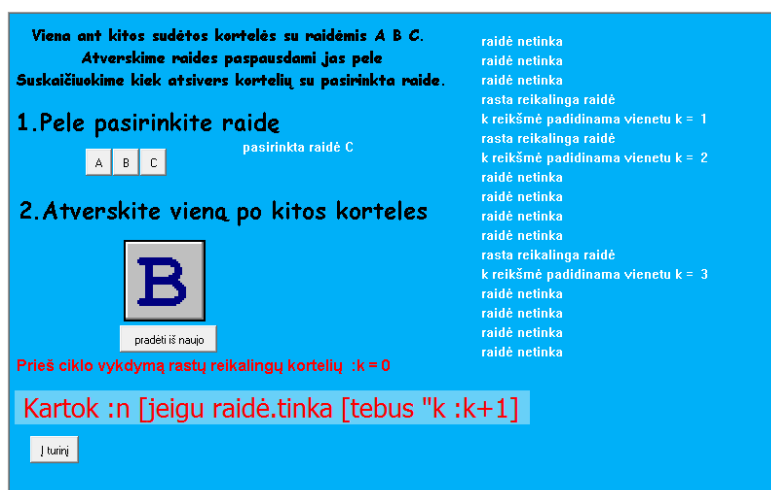 Viena ant kitos sudėtos kortelės su raidėmis A B C.
Atverskime raides paspausdami jas pele
Suskaičiuokime kiek atsivers kortelių su pasirinkta raide.
1.Pele pasirinkite raidę
A B C
pasirinkta raidė C
2.Atverskite vieną po kitos korteles
B
pradėti iš naujo
Prieš ciklo vykdymą rastų reikalingų kortelių :k = 0
Kartok :n [jeigu raidė.tinka [tebus "k :k+1]
Į turinį
raidė netinka
raidė netinka
raidė netinka
rasta reikalinga raidė
k reikšmė padidinama vienetu k = 1
rasta reikalinga raidė
k reikšmė padidinama vienetu k = 2
raidė netinka
raidė netinka
raidė netinka
raidė netinka
rasta reikalinga raidė
k reikšmė padidinama vienetu k = 3
raidė netinka
raidė netinka
raidė netinka
raidė netinka